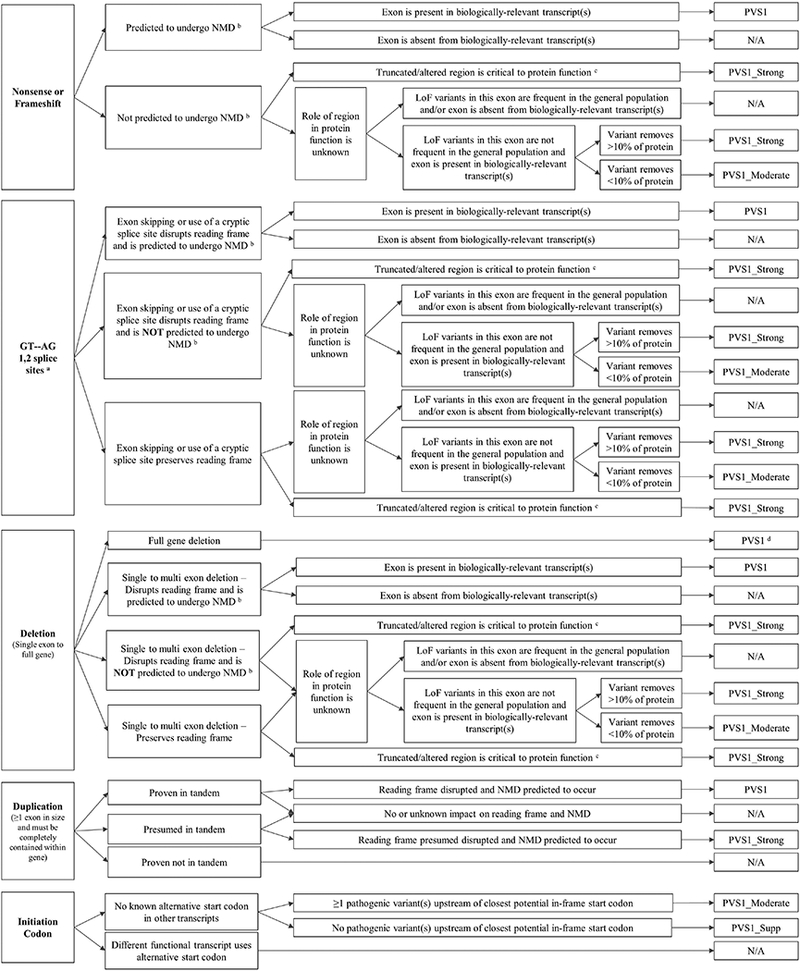 Nonsense or
Frameshift
Predicted to undergo NMD b
Exon is present in biologically-relevant transcript(s)
PVS1
Exon is absent from biologically-relevant transcript(s)
N/A
Not predicted to undergo NMD b
Truncated/altered region is critical to protein function c
PVS1_Strong
Role of region
in protein
function is
unknown
LoF variants in this exon are frequent in the general population
and/or exon is absent from biologically-relevant transcript(s)
N/A
LoF variants in this exon are not
frequent in the general population and
exon is present in biologically-relevant
transcript(s)
Variant removes
>10% of protein
PVS1_Strong
Variant removes
<10% of protein
PVS1_Moderate
GT--AG
1,2 splice
sites a
Exon skipping or use of a cryptic
splice site disrupts reading frame
and is predicted to undergo NMD b
Exon is present in biologically-relevant transcript(s)
PVS1
Exon is absent from biologically-relevant transcript(s)
N/A
Exon skipping or use of a cryptic
splice site disrupts reading frame
and is NOT predicted to undergo
NMD b
Truncated/altered region is critical to protein function c
PVS1_Strong
Role of region
in protein
function is
unknown
LoF variants in this exon are frequent in the general population
and/or exon is absent from biologically-relevant transcript(s)
N/A
LoF variants in this exon are not
frequent in the general population and
exon is present in biologically-relevant
transcript(s)
Variant removes
>10% of protein
PVS1_Strong
Variant removes
<10% of protein
PVS1_Moderate
Exon skipping or use of a cryptic
splice site preserves reading frame
Role of region
in protein
function is
unknown
LoF variants in this exon are frequent in the general population
and/or exon is absent from biologically-relevant transcript(s)
N/A
LoF variants in this exon are not
frequent in the general population and
exon is present in biologically-relevant
transcript(s)
Variant removes
>10% of protein
PVS1_Strong
Variant removes
<10% of protein
PVS1_Moderate
Truncated/altered region is critical to protein function c
PVS1_Strong
Deletion
(Single exon to
full gene)
Full gene deletion
PVS1 d
Single to multi exon deletion –
Disrupts reading frame and is
predicted to undergo NMD b
Exon is present in biologically-relevant transcript(s)
PVS1
Exon is absent from biologically-relevant transcript(s)
N/A
Single to multi exon deletion –
Disrupts reading frame and is
NOT predicted to undergo NMD b
Truncated/altered region is critical to protein function c
PVS1_Strong
Role of region
in protein
function is
unknown
LoF variants in this exon are frequent in the general population
and/or exon is absent from biologically-relevant transcript(s)
N/A
LoF variants in this exon are not
frequent in the general population and
exon is present in biologically-relevant
transcript(s)
Variant removes
>10% of protein
PVS1_Strong
Variant removes
<10% of protein
PVS1_Moderate
Single to multi exon deletion –
Preserves reading frame
Truncated/altered region is critical to protein function c
PVS1_Strong
Duplication
(≥1 exon in size
and must be
completely
contained within
gene)
Proven in tandem
Reading frame disrupted and NMD predicted to occur
PVS1
No or unknown impact on reading frame and NMD
N/A
Presumed in tandem
Reading frame presumed disrupted and NMD predicted to occur
PVS1_Strong
Proven not in tandem
N/A
Initiation
Codon
No known alternative start codon
in other transcripts
≥1 pathogenic variant(s) upstream of closest potential in-frame start codon
PVS1_Moderate
No pathogenic variant(s) upstream of closest potential in-frame start codon
PVS1_Supp
Different functional transcript uses
alternative start codon
N/A